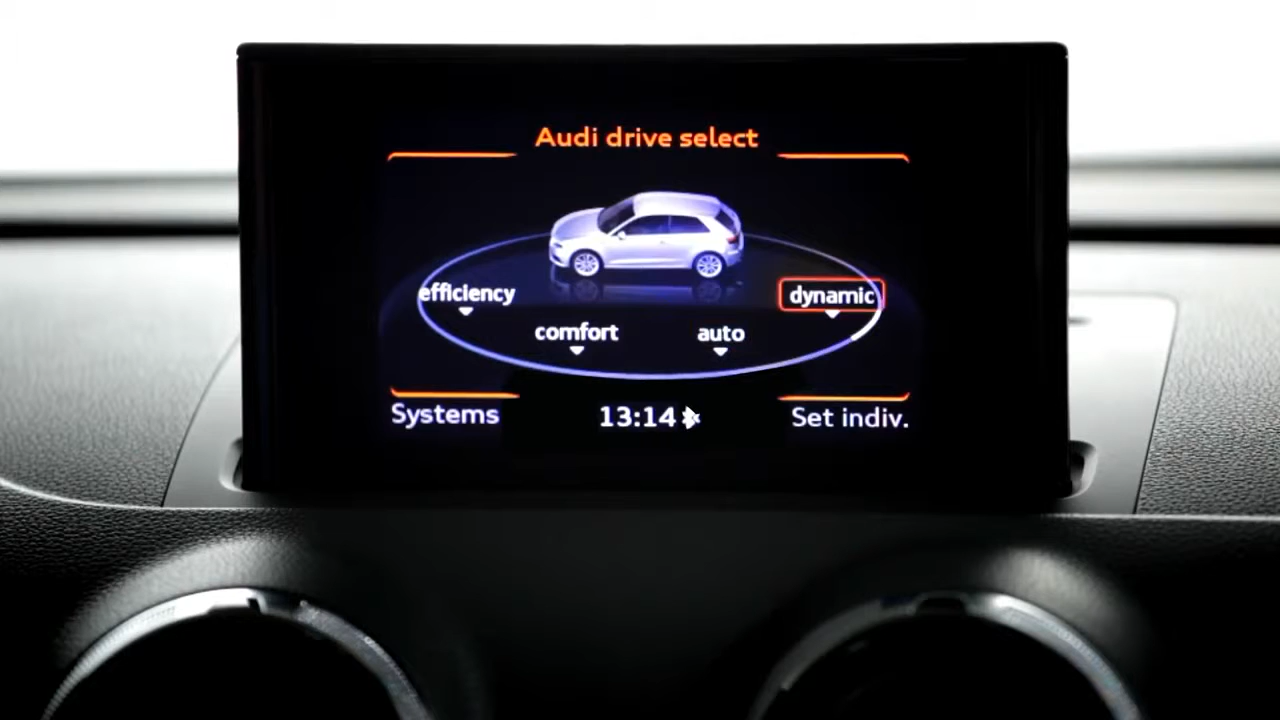 Audi drive select
efficiency
dynamic
comfort
auto
Systems
13:14
Set indiv.